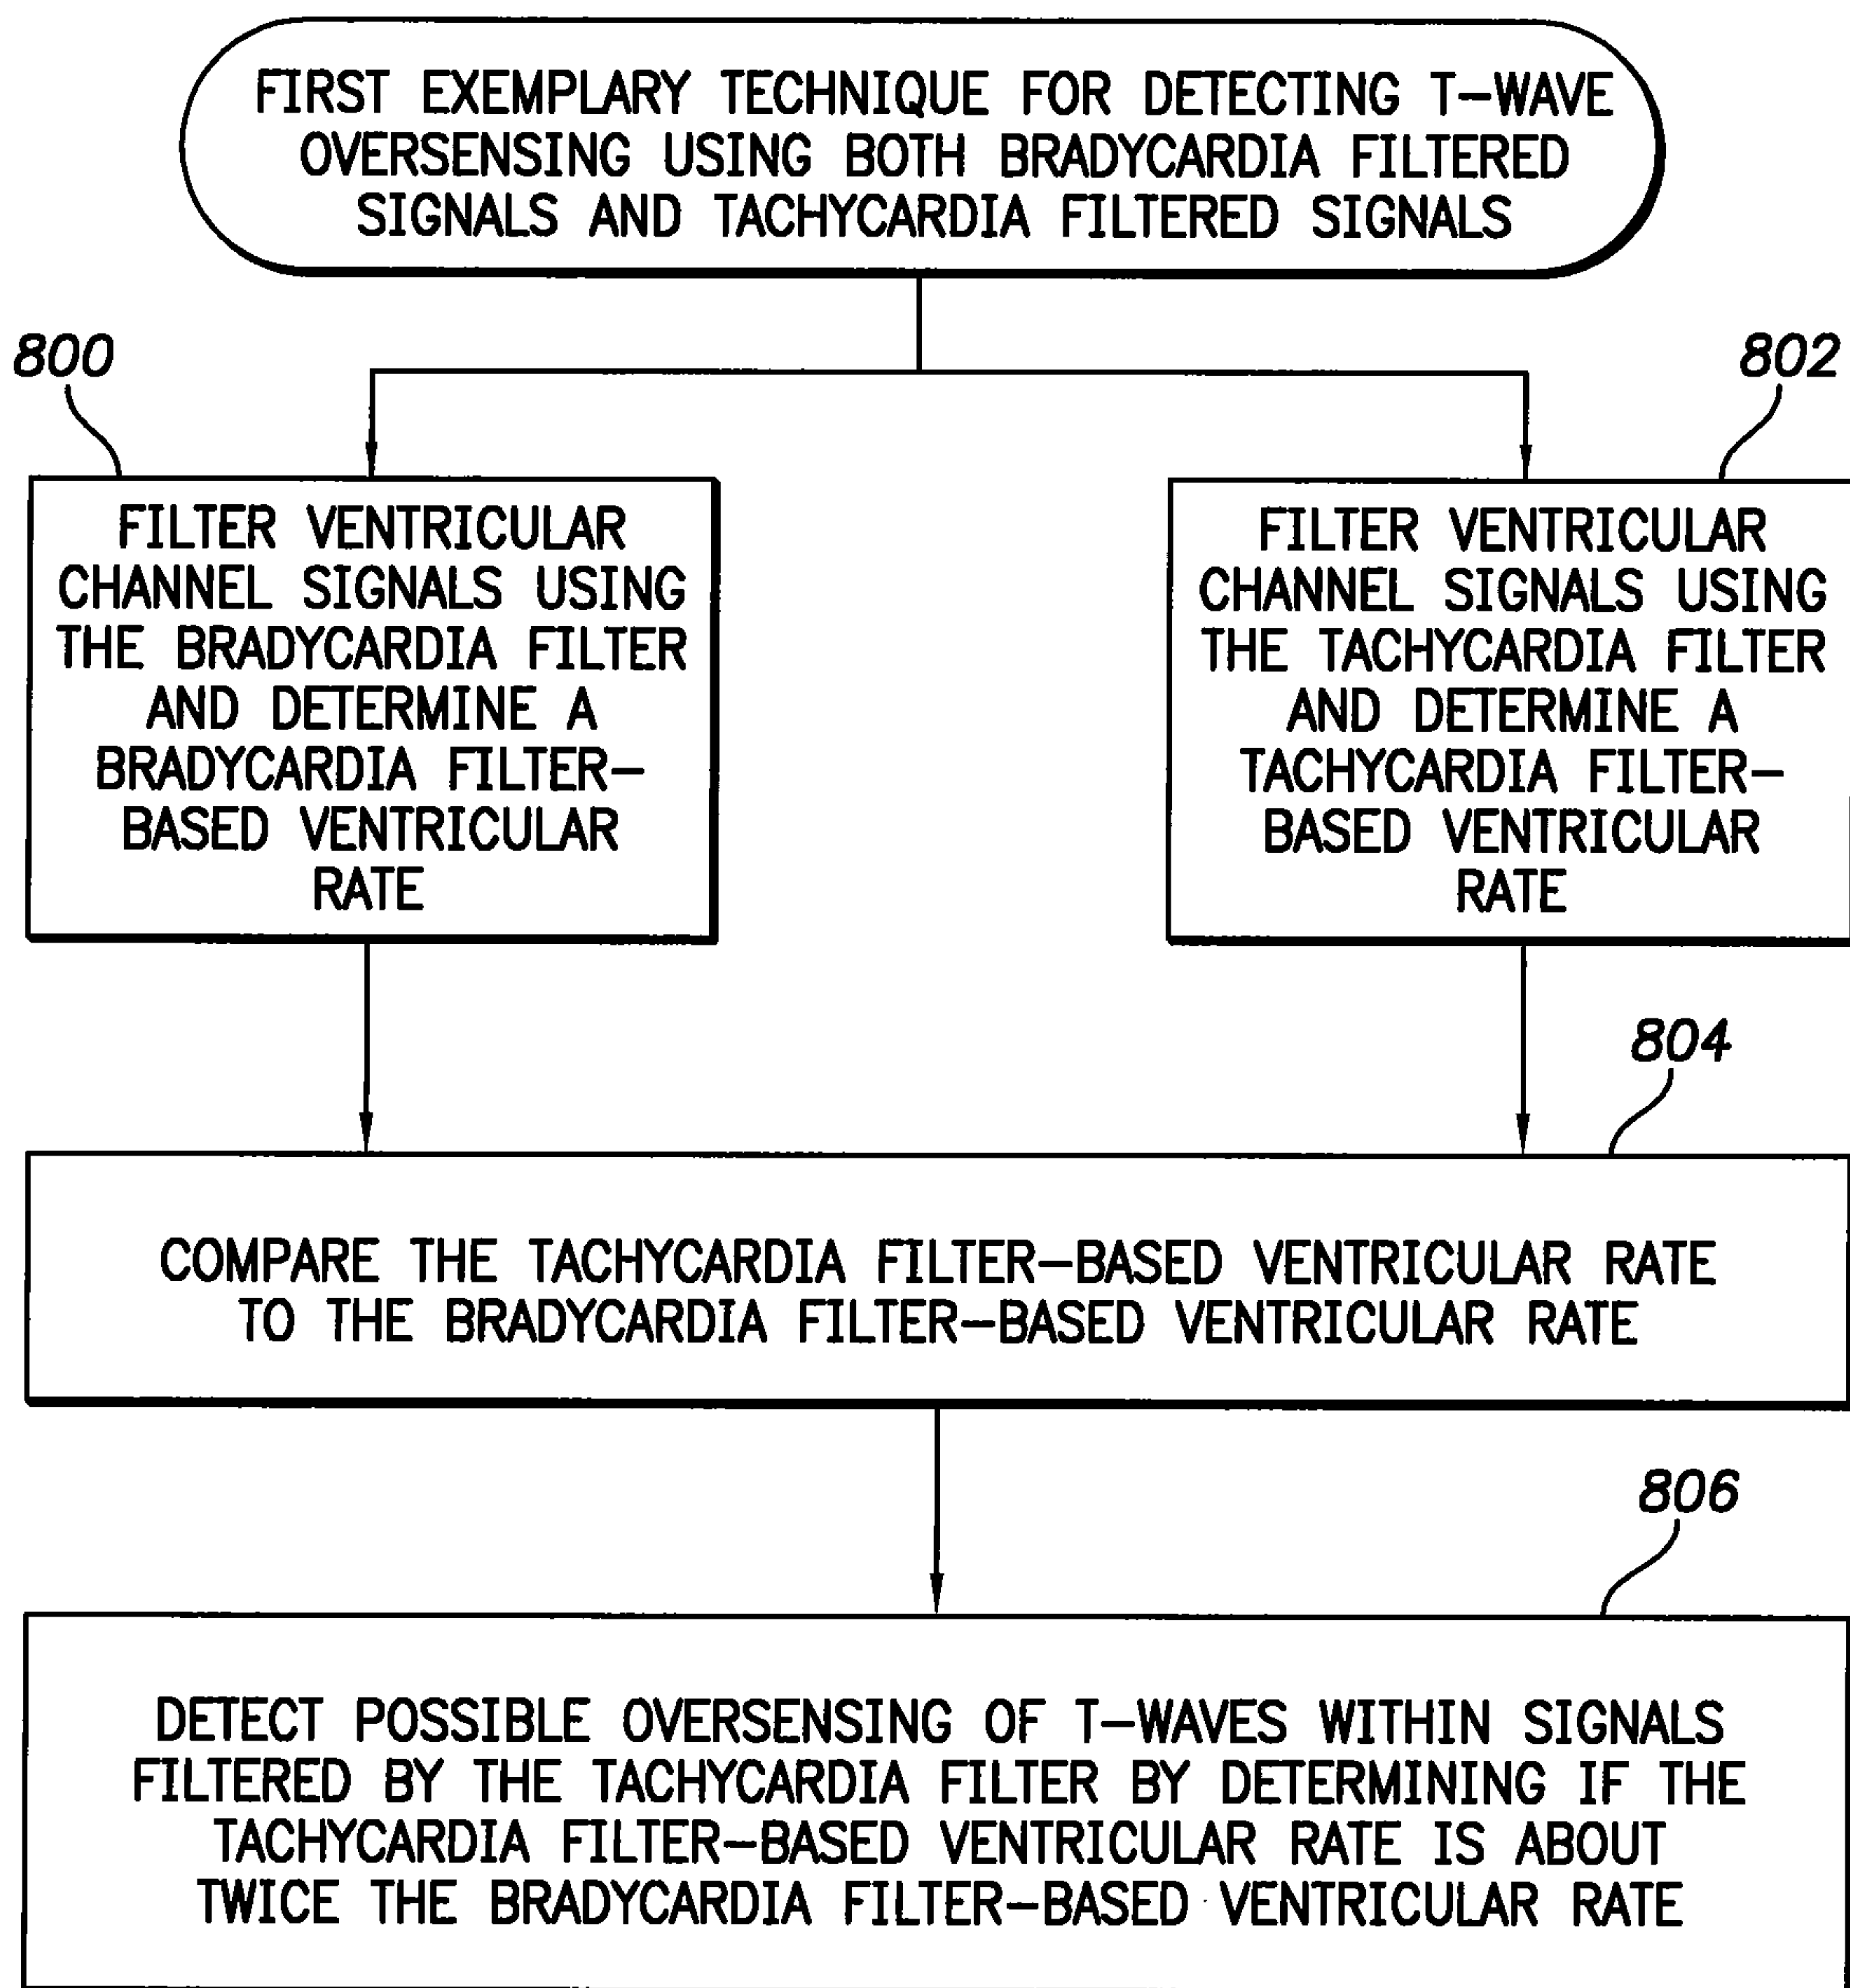 FIRST EXEMPLARY TECHNIQUE FOR DETECTING T-WAVE
OVERSENSING USING BOTH BRADYCARDIA FILTERED
SIGNALS AND TACHYCARDIA FILTERED SIGNALS
800
802
FILTER VENTRICULAR
CHANNEL SIGNALS USING
THE BRADYCARDIA FILTER
AND DETERMINE A
BRADYCARDIA FILTER-
BASED VENTRICULAR
RATE
FILTER VENTRICULAR
CHANNEL SIGNALS USING
THE TACHYCARDIA FILTER
AND DETERMINE A
TACHYCARDIA FILTER-
BASED VENTRICULAR
RATE
804
COMPARE THE TACHYCARDIA FILTER-BASED VENTRICULAR RATE
TO THE BRADYCARDIA FILTER-BASED VENTRICULAR RATE
806
DETECT POSSIBLE OVERSENSING OF T-WAVES WITHIN SIGNALS
FILTERED BY THE TACHYCARDIA FILTER BY DETERMINING IF THE
TACHYCARDIA FILTER-BASED VENTRICULAR RATE IS ABOUT
TWICE THE BRADYCARDIA FILTER-BASED VENTRICULAR RATE